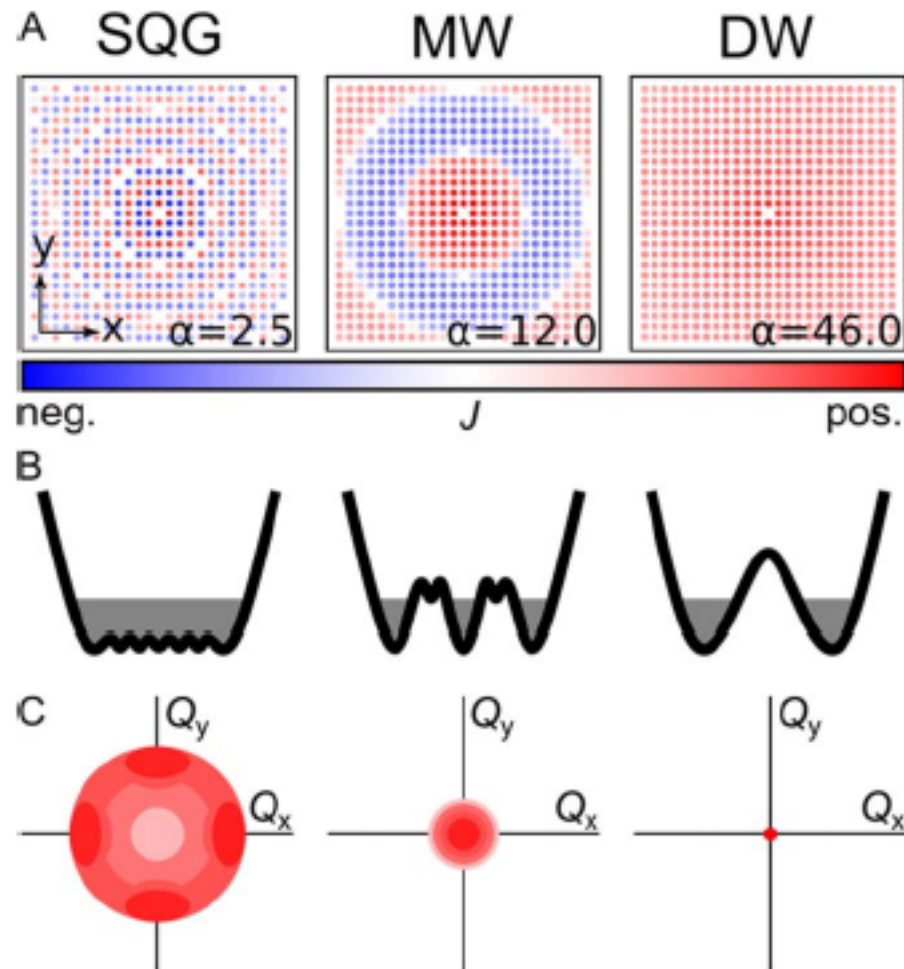 A SQG MW DW
y
x α=2.5 α=12.0 α=46.0
neg. J pos.
B
C Qy Qy Qy
Qx Qx Qx